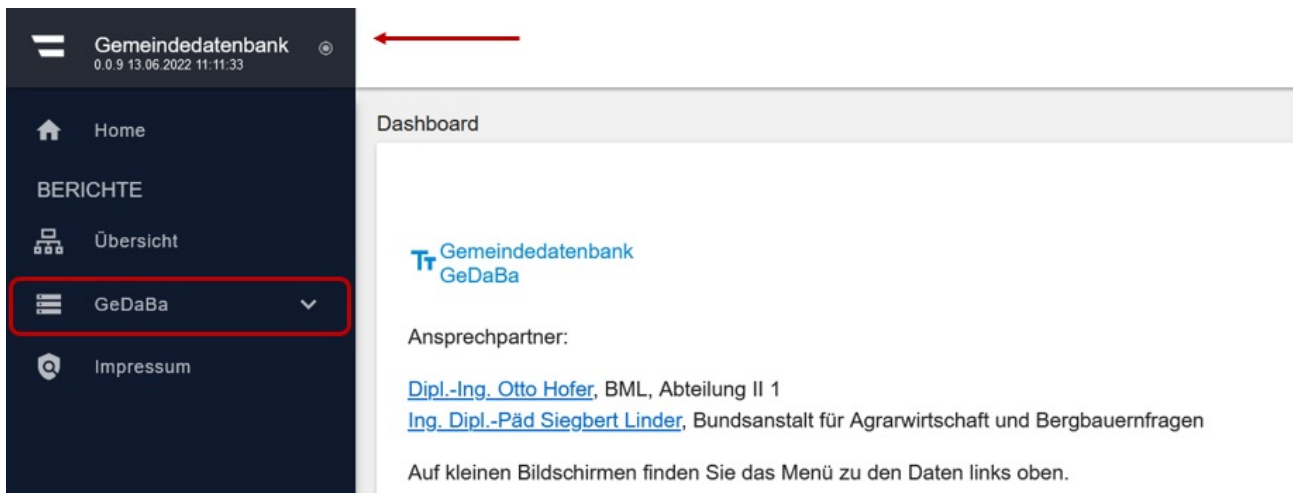 Gemeindedatenbank
0.0.9 13.06.2022 11:11:33
Home
BERICHTE
Übersicht
GeDaBa
Impressum
Dashboard
Gemeindedatenbank
GeDaBa
Ansprechpartner:
Dipl.-Ing. Otto Hofer, BML, Abteilung II 1
Ing. Dipl.-Päd Siegbert Linder, Bundsanstalt für Agrarwirtschaft und Bergbauernfragen
Auf kleinen Bildschirmen finden Sie das Menü zu den Daten links oben.